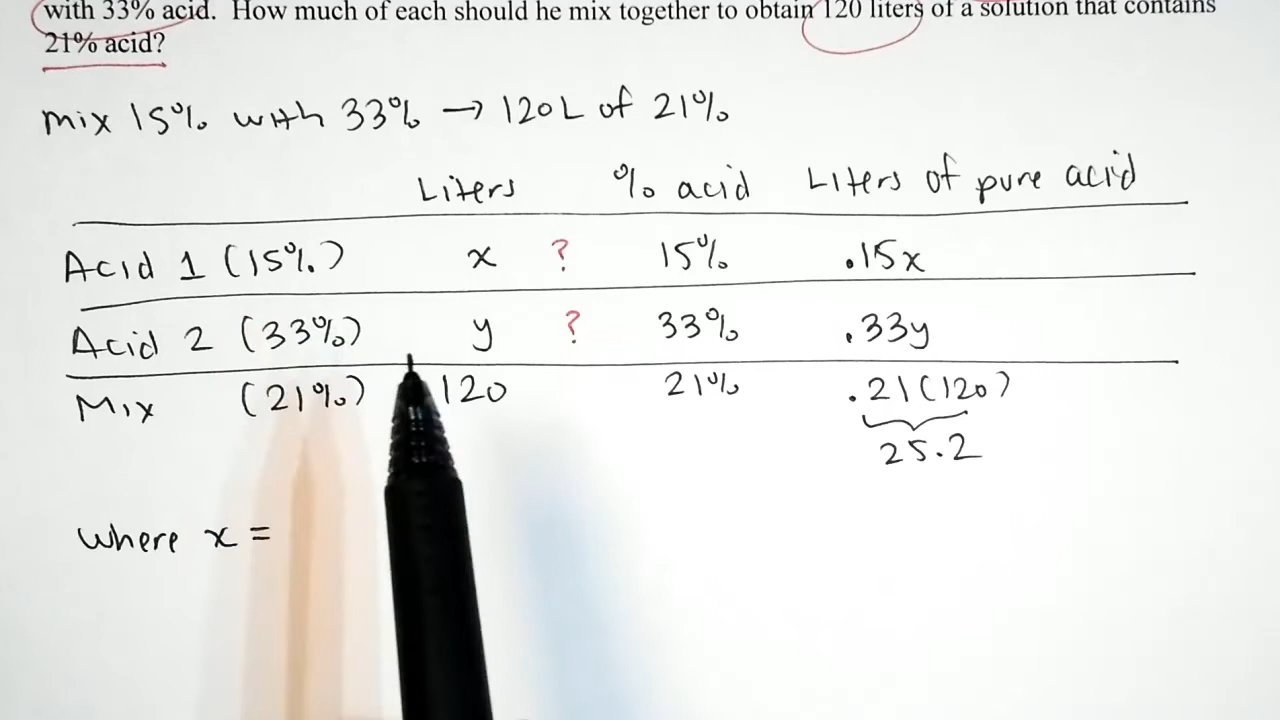 with 33% acid. How much of each should he mix together to obtain 120 liters of a solution that contains
21% acid?
Mix 15% with 33% → 120L of 21%
Liters % acid Liters of pure acid
Acid 1 (15%) x ? 15% .15x
Acid 2 (33%) y ? 33% .33y
Mix (21%) 120 21% .21(120)
25.2
where x =